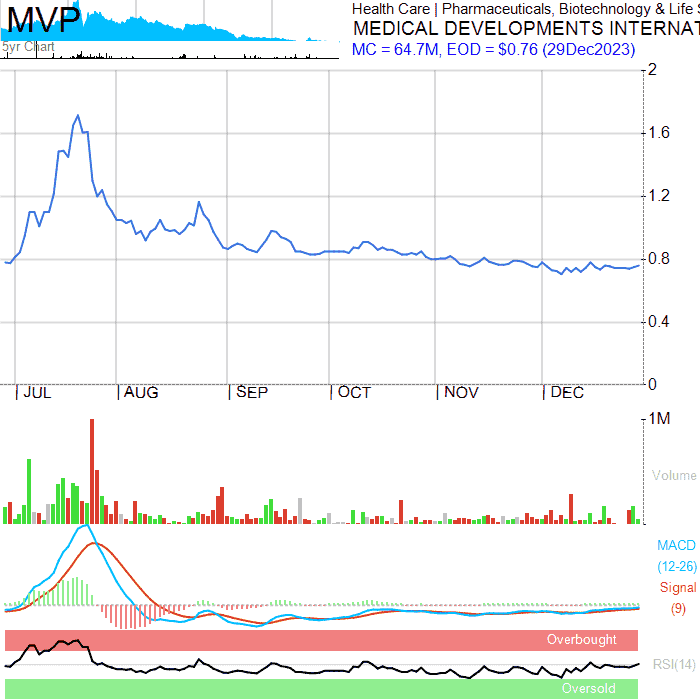 MVP
5yr Chart
Health Care | Pharmaceuticals, Biotechnology & Life S
MEDICAL DEVELOPMENTS INTERNAT
MC = 64.7M, EOD = $0.76 (29Dec2023)
2
1.6
1.2
0.8
0.4
0
JUL AUG SEP OCT NOV DEC
1M
Volume
MACD
(12-26)
Signal
(9)
Overbought
RSI(14)
Oversold